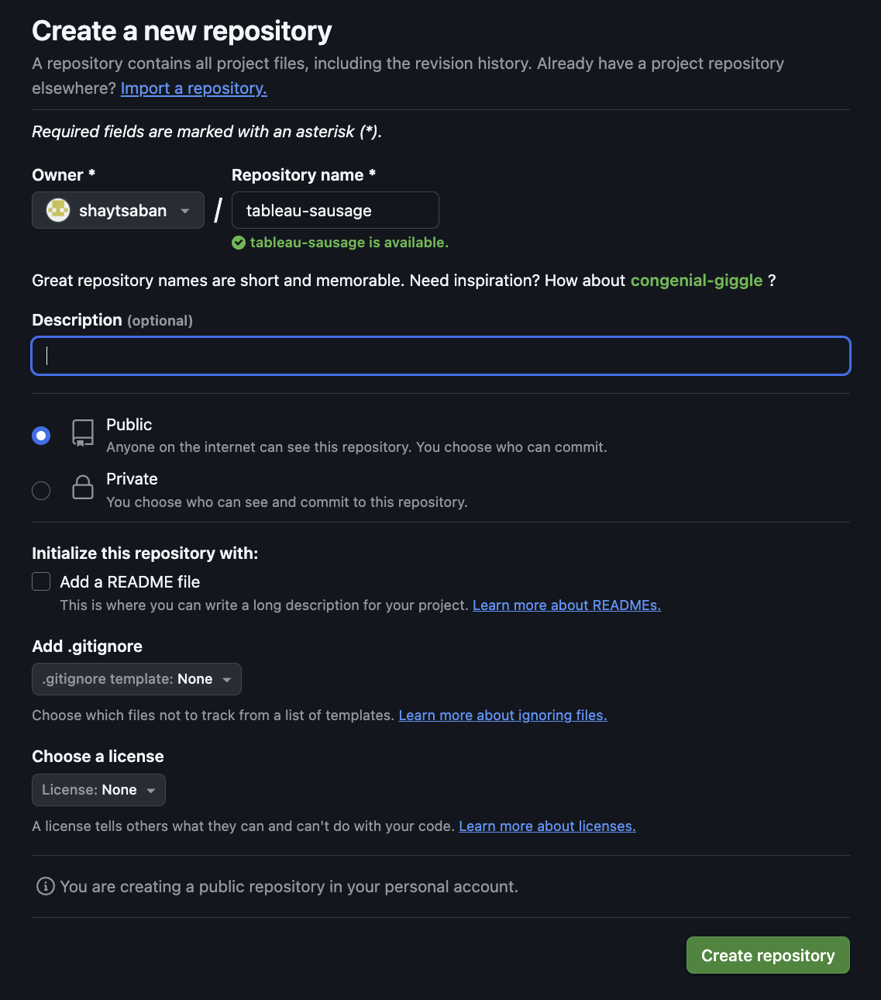 Create a new repository
A repository contains all project files, including the revision history. Already have a project repository
elsewhere? Import a repository.
Required fields are marked with an asterisk (*).
Owner *
Repository name *
shaytsaban
/
tableau-sausage
tableau-sausage is available.
Great repository names are short and memorable. Need inspiration? How about congenial-giggle ?
Description (optional)
Public
Anyone on the internet can see this repository. You choose who can commit.
Private
You choose who can see and commit to this repository.
Initialize this repository with:
Add a README file
This is where you can write a long description for your project. Learn more about READMEs.
Add .gitignore
.gitignore template: None
Choose which files not to track from a list of templates. Learn more about ignoring files.
Choose a license
License: None
A license tells others what they can and can't do with your code. Learn more about licenses.
You are creating a public repository in your personal account.
Create repository